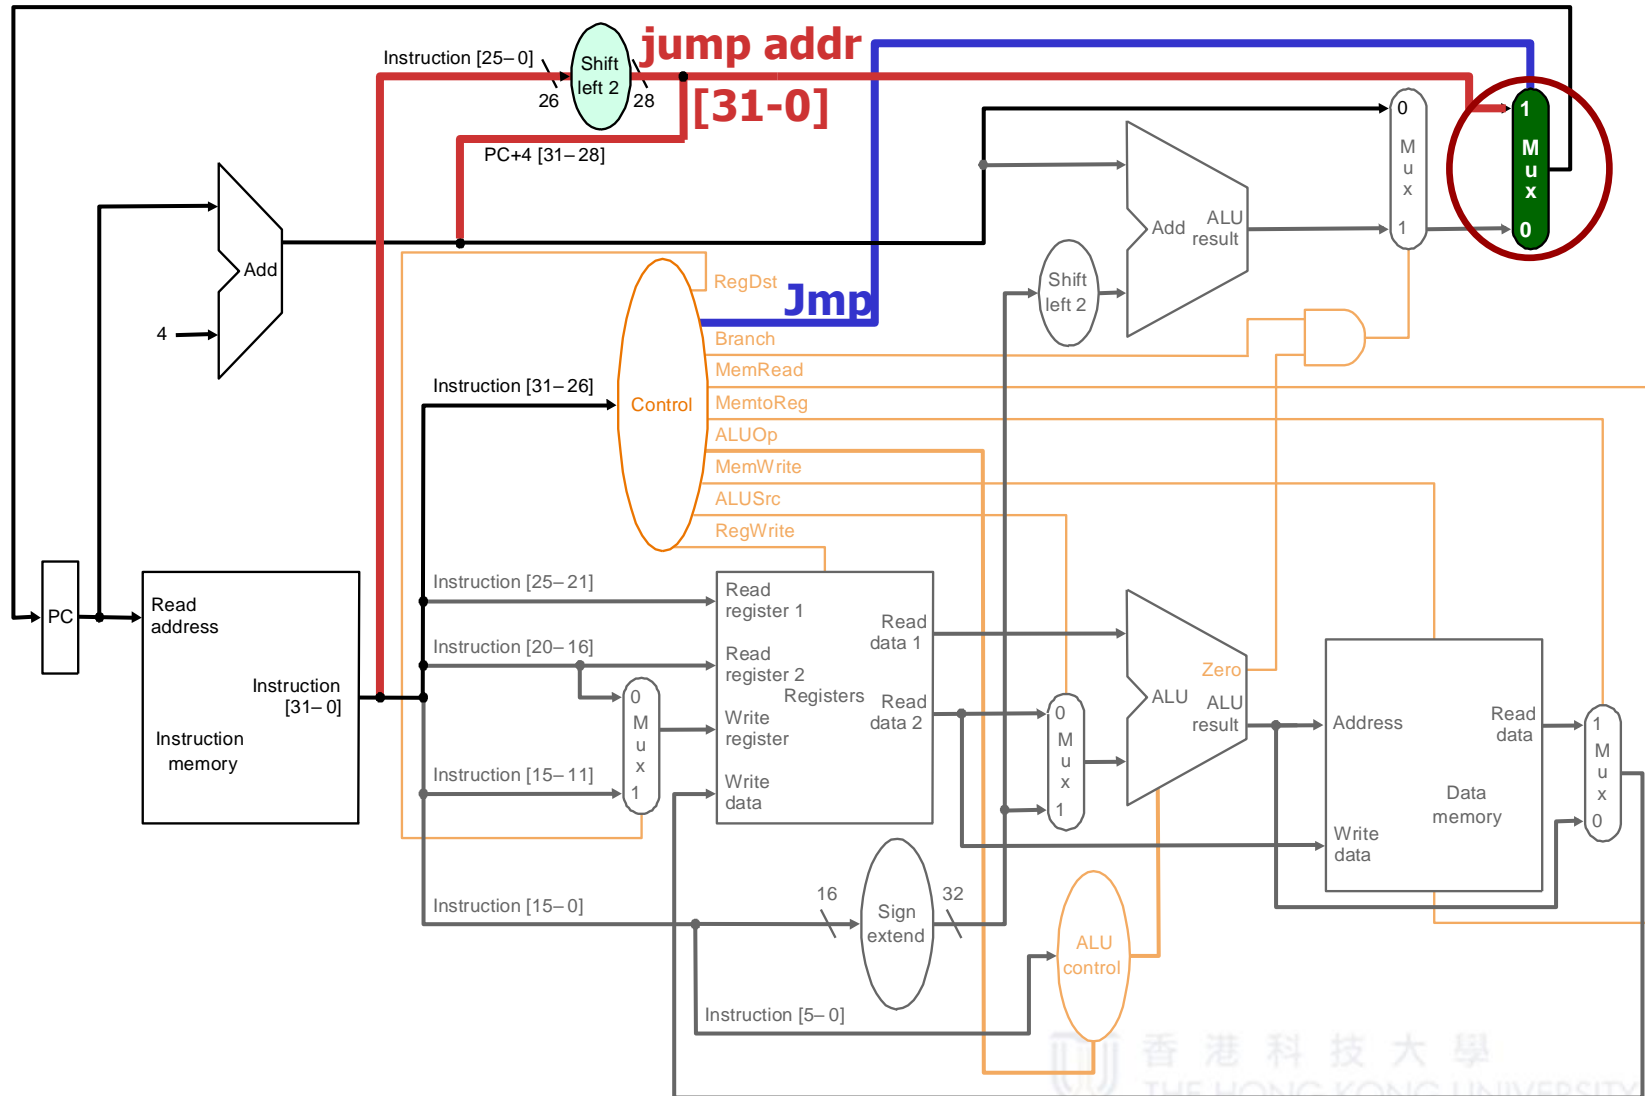 Instruction [25–0]
26
Shift
left 2
28
jump addr
[31-0]
PC+4 [31–28]
Add
4
0
M
u
x
1
1
M
u
x
0
Add
ALU
result
Shift
left 2
RegDst
Jmp
Branch
MemRead
MemtoReg
ALUOp
MemWrite
ALUSrc
RegWrite
Control
Instruction [31–26]
PC
Read
address
Instruction
[31–0]
Instruction
memory
Instruction [25–21]
Instruction [20–16]
Instruction [15–11]
0
M
u
x
1
Read
register 1
Read
register 2
Registers
Write
register
Write
data
Read
data 1
Read
data 2
0
M
u
x
1
Zero
ALU
ALU
result
Address
Read
data
Data
memory
Write
data
1
M
u
x
0
Instruction [15–0]
16
Sign
extend
32
ALU
control
Instruction [5–0]
香港科技大學
THE HONG KONG UNIVERSITY